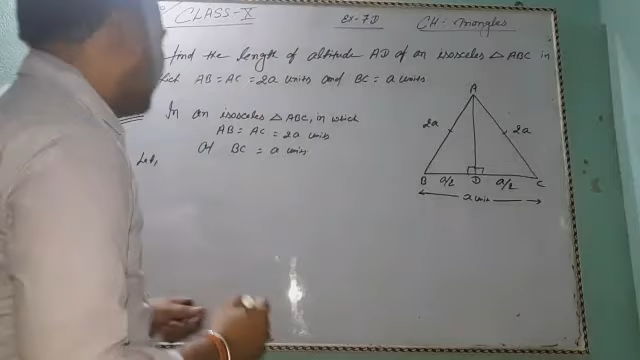 CLASS-X
Ex-7D
CH: Triangles
find the length of altitude AD of an isosceles △ABC in
AB = AC = 2a units and BC = a units.
In an isosceles △ABC, in which
AB = AC = 2a units
and BC = a units
Let,
A
2a
2a
B a/2 D a/2 C
a units